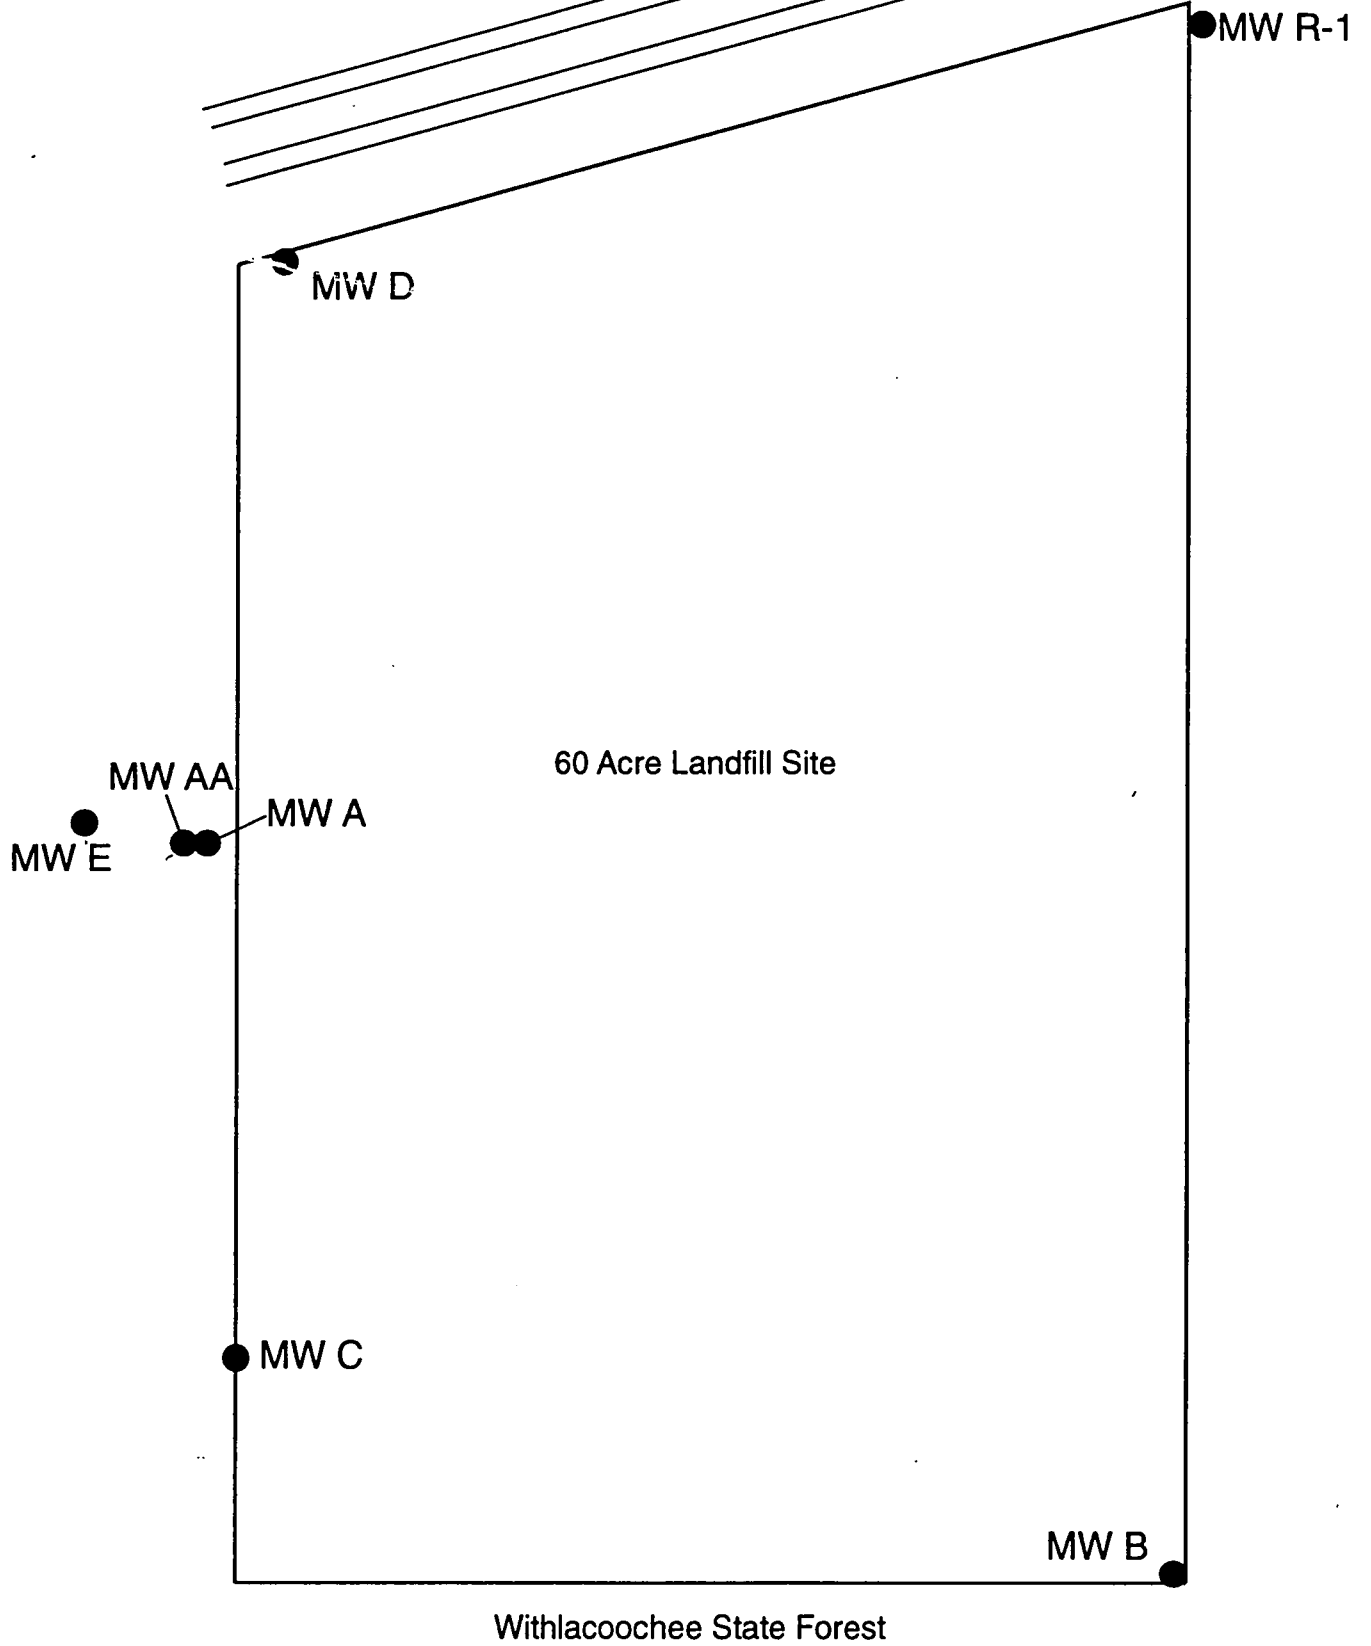 MW R-1
MW D
60 Acre Landfill Site
MW AA
MW A
MW E
MW C
MW B
Withlacoochee State Forest